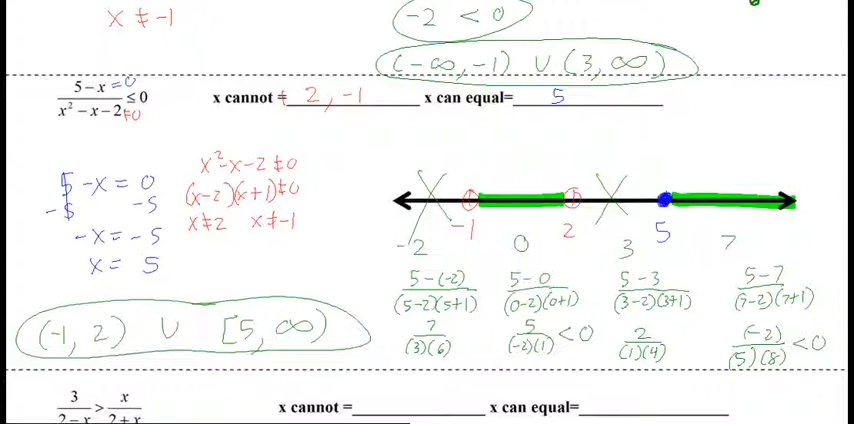 x ≠ -1
-2 < 0
(-∞, -1) ∪ (3, ∞)
5 - x = 0
x² - x - 2 ≠ 0
≤ 0
x cannot = 2, -1
x can equal= 5
5 - x = 0
-5 -5
-x = -5
x = 5
x² - x - 2 ≠ 0
(x-2)(x+1) ≠ 0
x ≠ 2 x ≠ -1
-1 2 5
-2 0 3 7
5-(-2) / (5-2)(5+1)
5-0 / (0-2)(0+1)
5-3 / (3-2)(3+1)
5-7 / (7-2)(7+1)
7 / (3)(6)
5 / (-2)(1) < 0
2 / (1)(4)
(-2) / (5)(8) < 0
(-1, 2) ∪ [5, ∞)
3 / 2 - x > x / 2 + x
x cannot =
x can equal=